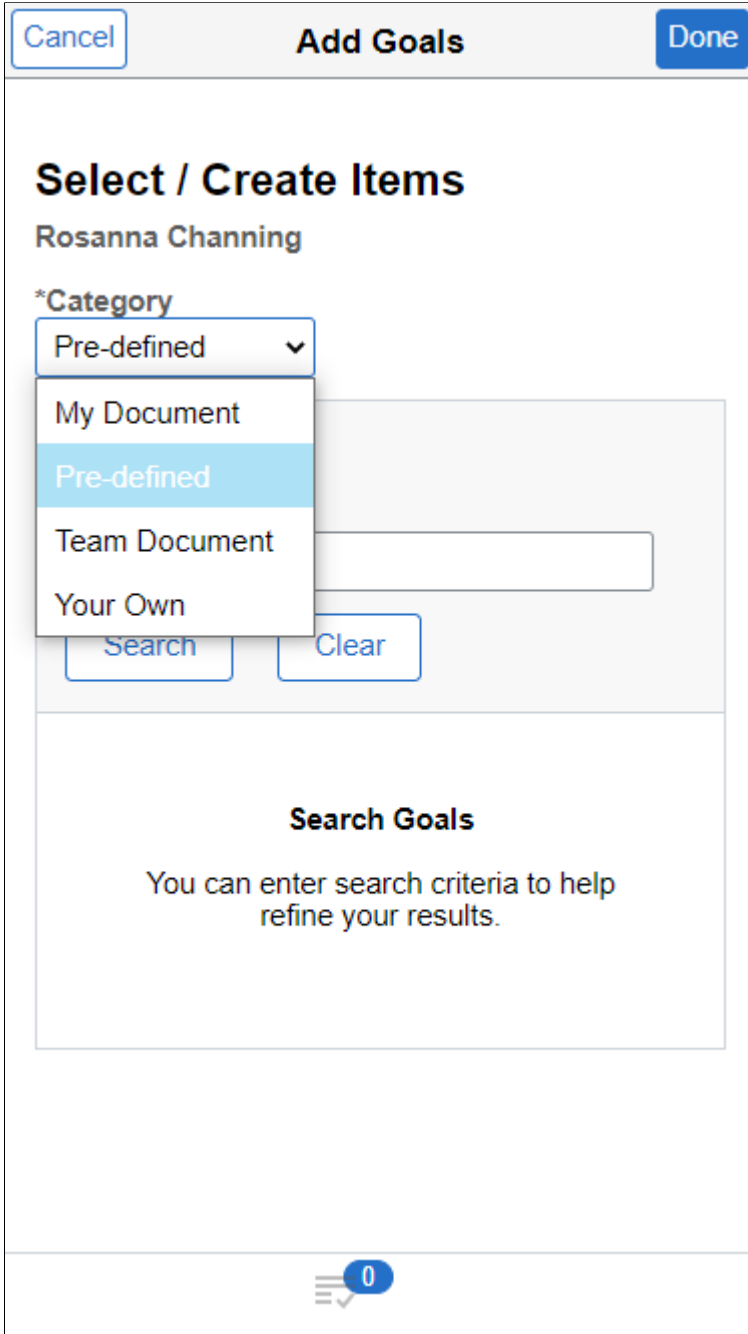 Cancel
Add Goals
Done
Select / Create Items
Rosanna Channing
*Category
Pre-defined
My Document
Pre-defined
Team Document
Your Own
Search
Clear
Search Goals
You can enter search criteria to help
refine your results.
0